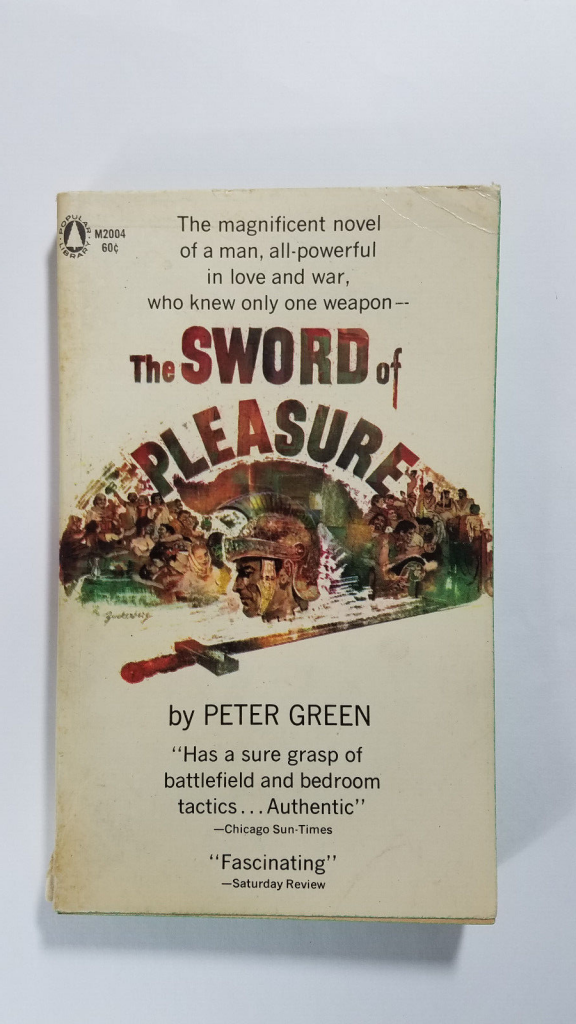 POPULAR LIBRARY
M2004
60¢
The magnificent novel
of a man, all-powerful
in love and war,
who knew only one weapon--
The SWORD of
PLEASURE
by PETER GREEN
"Has a sure grasp of
battlefield and bedroom
tactics...Authentic"
—Chicago Sun-Times
"Fascinating"
—Saturday Review